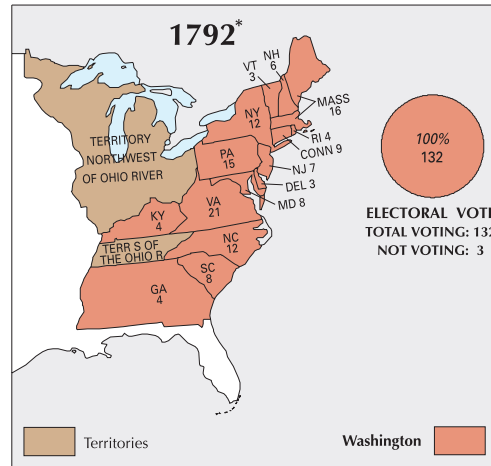 1792*
NH
6
VT
3
MASS
16
NY
12
RI 4
CONN 9
PA
15
NJ 7
DEL 3
MD 8
TERRITORY
NORTHWEST
OF OHIO RIVER
VA
21
KY
4
TERR S OF
THE OHIO R
NC
12
SC
8
GA
4
100%
132
ELECTORAL VOT
TOTAL VOTING: 132
NOT VOTING: 3
Territories
Washington